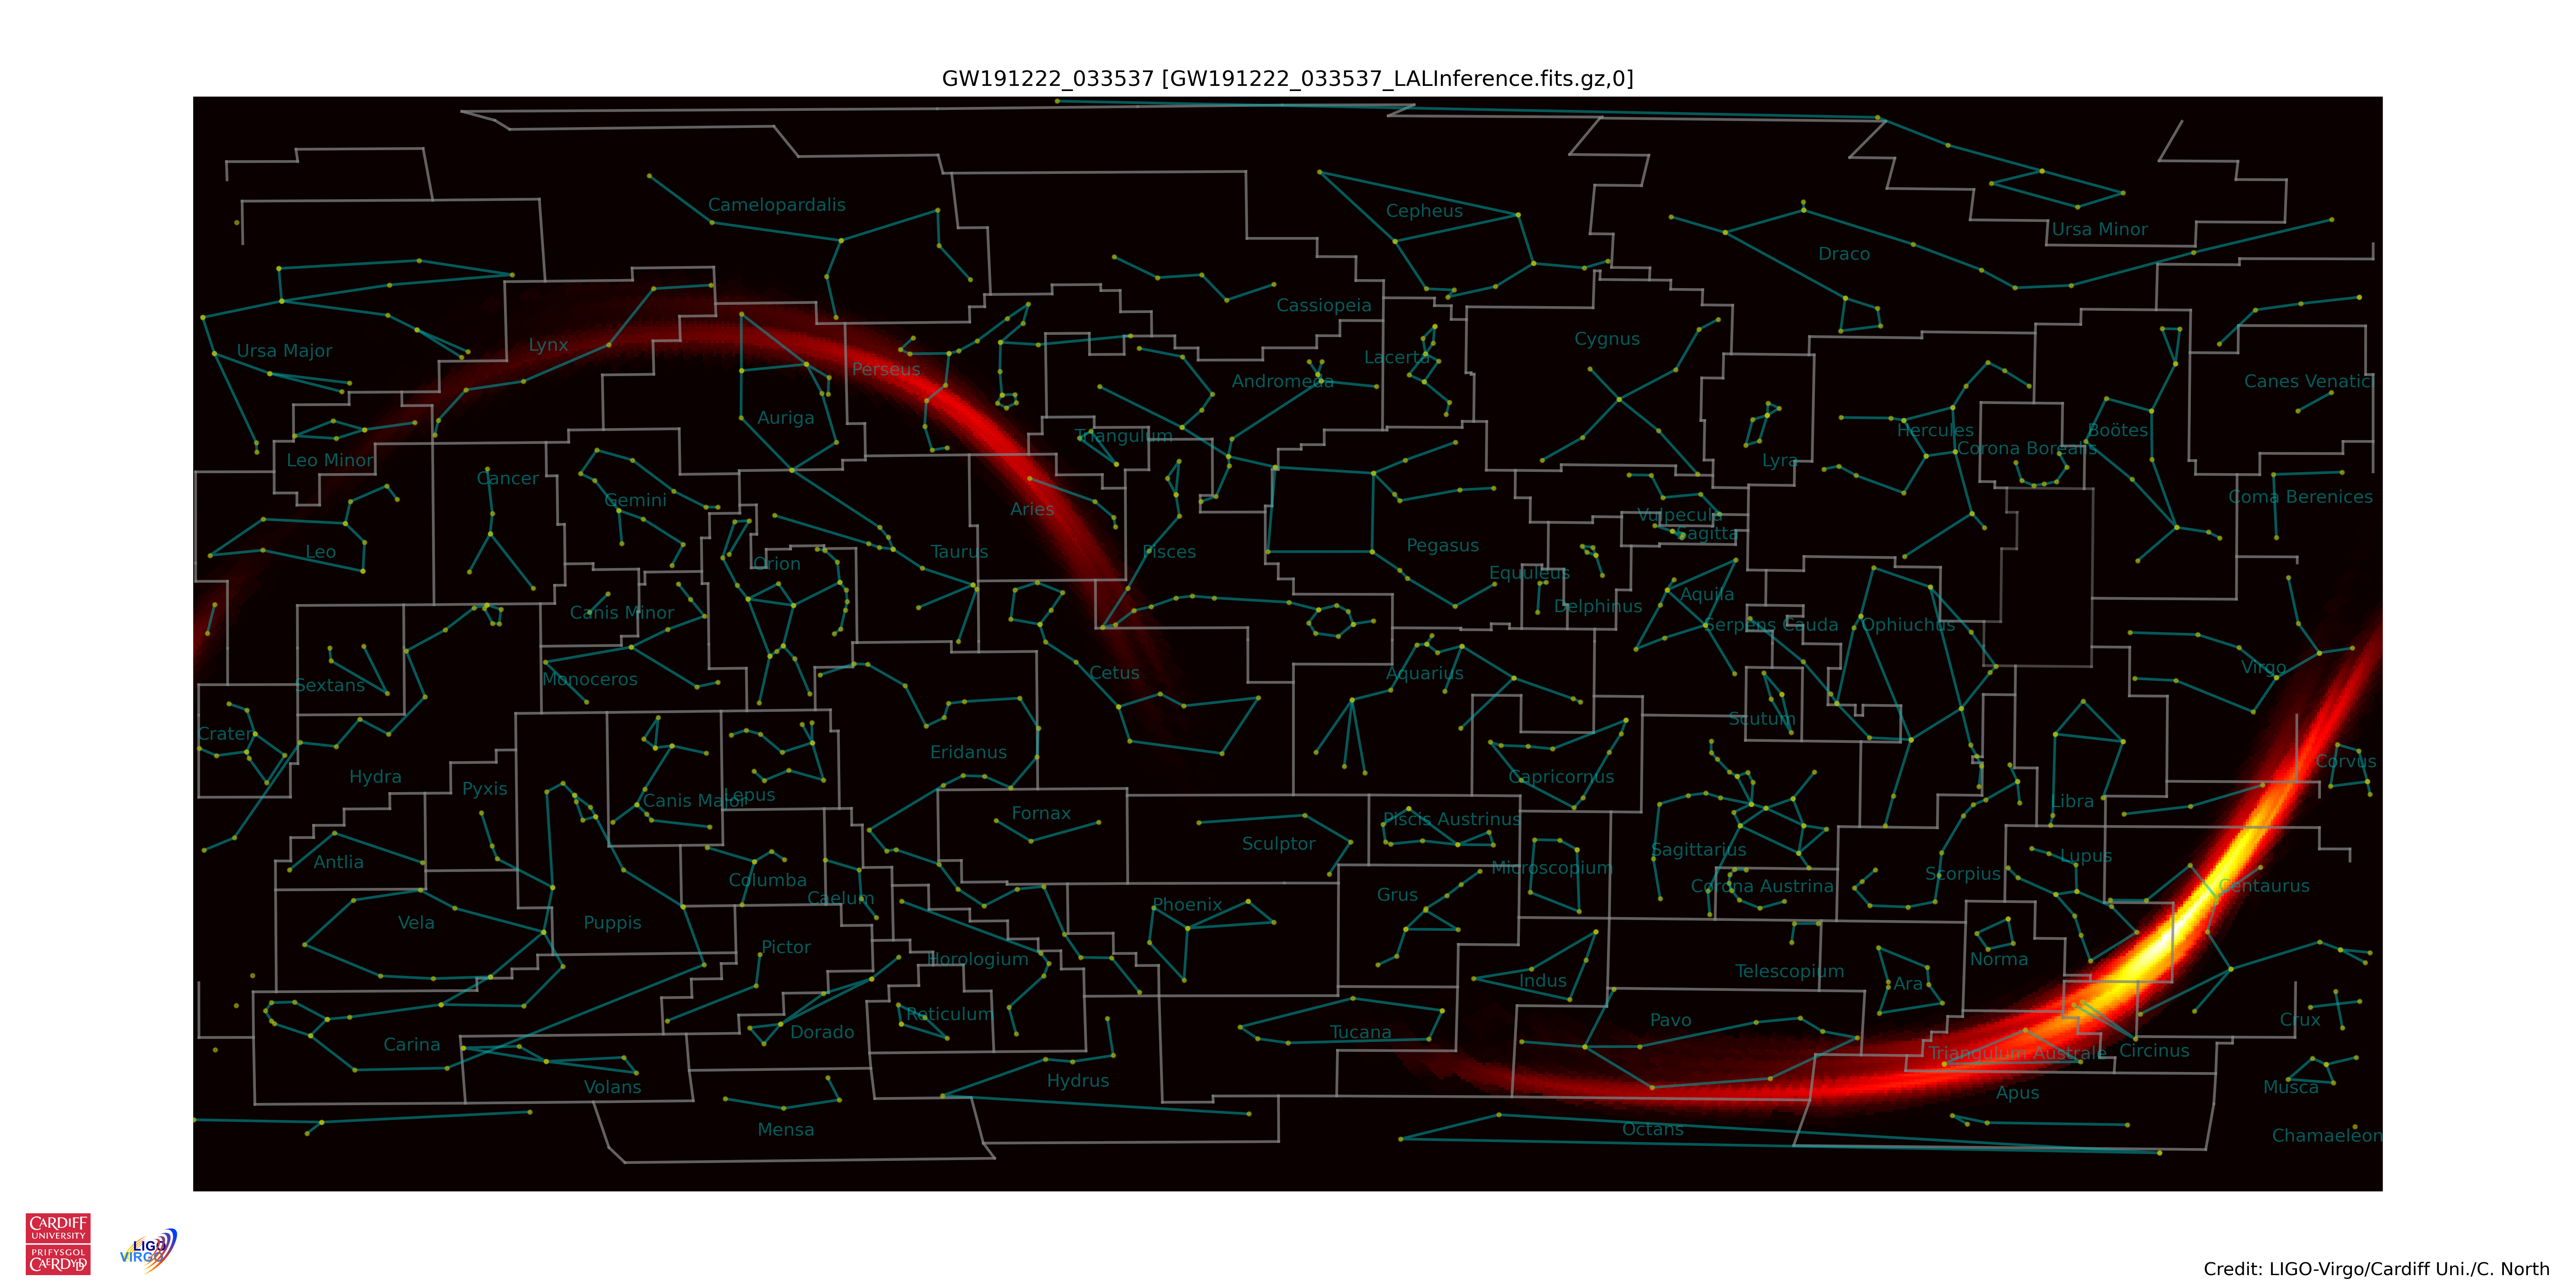 GW191222_033537 [GW191222_033537_LALInference.fits.gz,0]
Camelopardalis
Cepheus
Ursa Minor
Draco
Cassiopeia
Cygnus
Lynx
Ursa Major
Lacerta
Perseus
Andromeda
Canes Venatici
Auriga
Hercules
Boötes
Triangulum
Corona Borealis
Leo Minor
Lyra
Cancer
Gemini
Coma Berenices
Aries
Vulpecula
Sagitta
Pegasus
Leo
Taurus
Pisces
Orion
Equuleus
Aquila
Delphinus
Canis Minor
Serpens Cauda
Ophiuchus
Virgo
Cetus
Aquarius
Monoceros
Sextans
Scutum
Crater
Eridanus
Corvus
Hydra
Capricornus
Pyxis
Lepus
Canis Major
Libra
Fornax
Piscis Austrinus
Sculptor
Sagittarius
Lupus
Antlia
Microscopium
Scorpius
Columba
Corona Austrina
Centaurus
Grus
Caelum
Phoenix
Vela
Puppis
Pictor
Horologium
Norma
Telescopium
Indus
Ara
Reticulum
Pavo
Crux
Dorado
Tucana
Carina
Circinus
Triangulum Australe
Hydrus
Volans
Musca
Apus
Mensa
Octans
Chamaeleon
CARDIFF
UNIVERSITY
PRIFYSGOL
CAERDYDD
LIGO
VIRGO
Credit: LIGO-Virgo/Cardiff Uni./C. North